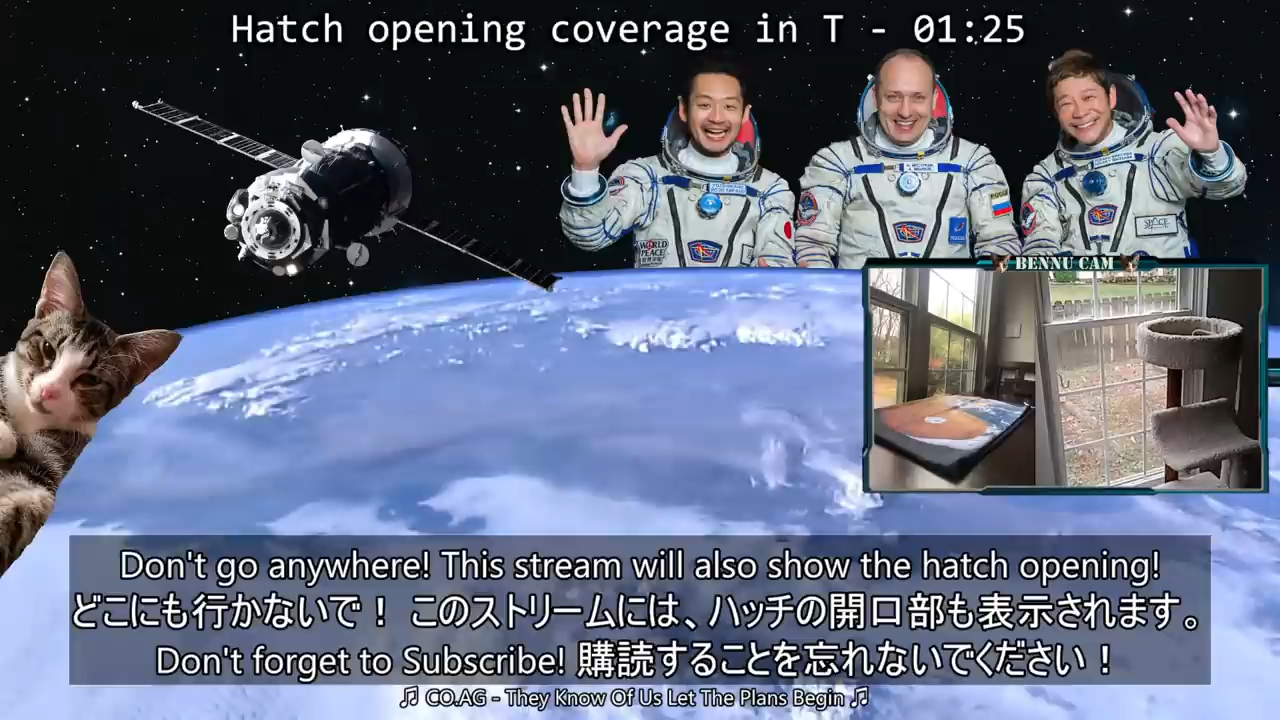 Hatch opening coverage in T - 01:25
WORLD
PEACE
SPACE
BENNU CAM
Don't go anywhere! This stream will also show the hatch opening!
どこにも行かないで！ このストリームには、ハッチの開口部も表示されます。
Don't forget to Subscribe! 購読することを忘れないでください！
♫ CO.AG - They Know Of Us Let The Plans Begin ♫